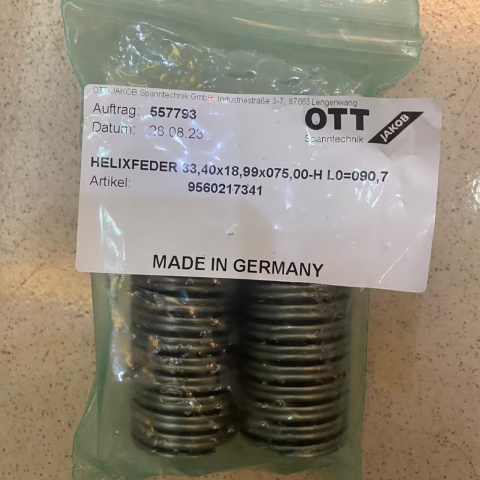 OTT-JAKOB Spanntechnik GmbH, Industriestraße 3-7, 87663 Lengenwang
Auftrag: 557793
Datum: 28.08.23
OTT
JAKOB
Spanntechnik
HELIXFEDER 33,40x18,99x075,00-H L0=090,7
Artikel: 9560217341
MADE IN GERMANY